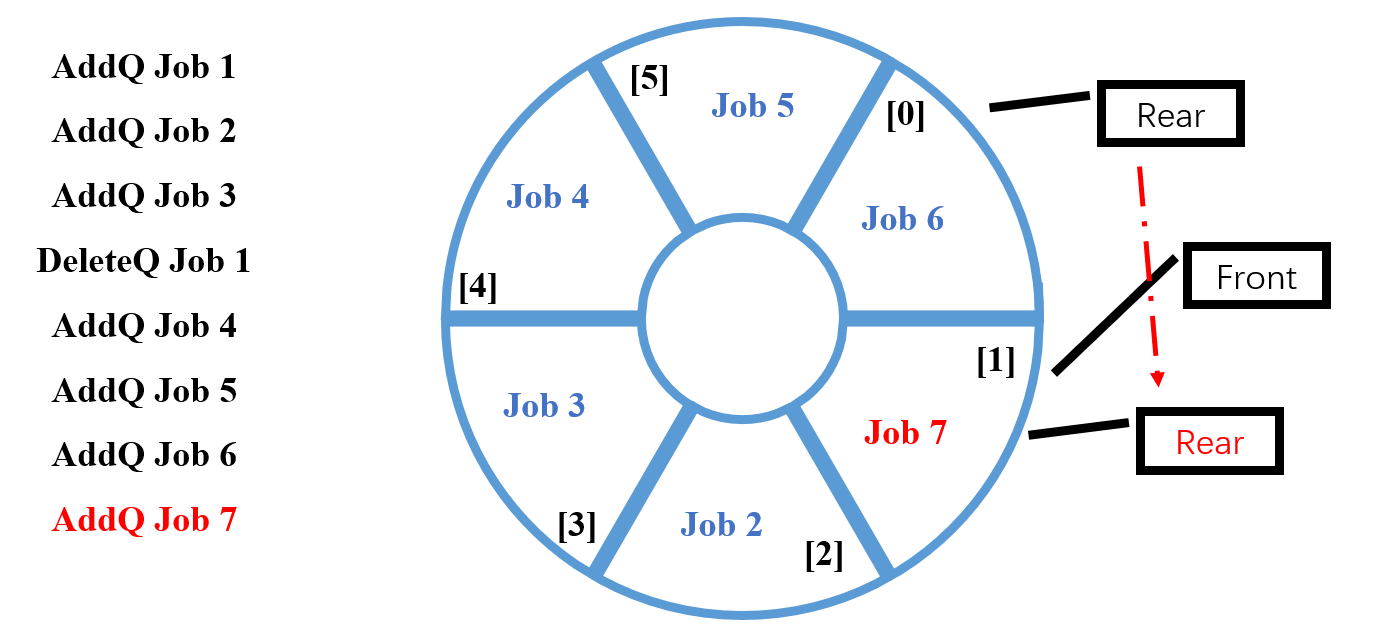 AddQ Job 1
AddQ Job 2
AddQ Job 3
DeleteQ Job 1
AddQ Job 4
AddQ Job 5
AddQ Job 6
AddQ Job 7
[5]
Job 5
[0]
Job 6
Job 4
[4]
[1]
Job 7
Job 3
[3]
Job 2
[2]
Rear
Front
Rear